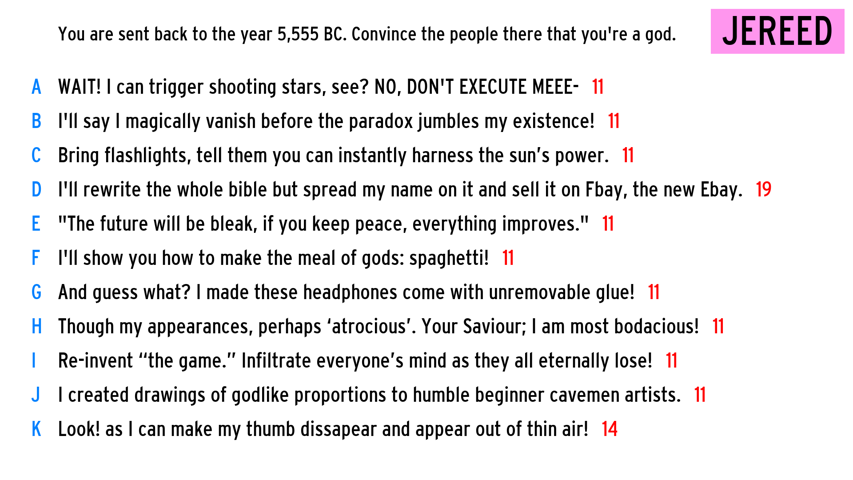 You are sent back to the year 5,555 BC. Convince the people there that you're a god.
JEREED
A WAIT! I can trigger shooting stars, see? NO, DON'T EXECUTE MEEE- 11
B I'll say I magically vanish before the paradox jumbles my existence! 11
C Bring flashlights, tell them you can instantly harness the sun’s power. 11
D I'll rewrite the whole bible but spread my name on it and sell it on Fbay, the new Ebay. 19
E "The future will be bleak, if you keep peace, everything improves." 11
F I'll show you how to make the meal of gods: spaghetti! 11
G And guess what? I made these headphones come with unremovable glue! 11
H Though my appearances, perhaps ‘atrocious’. Your Saviour; I am most bodacious! 11
I Re-invent “the game.” Infiltrate everyone’s mind as they all eternally lose! 11
J I created drawings of godlike proportions to humble beginner cavemen artists. 11
K Look! as I can make my thumb dissapear and appear out of thin air! 14